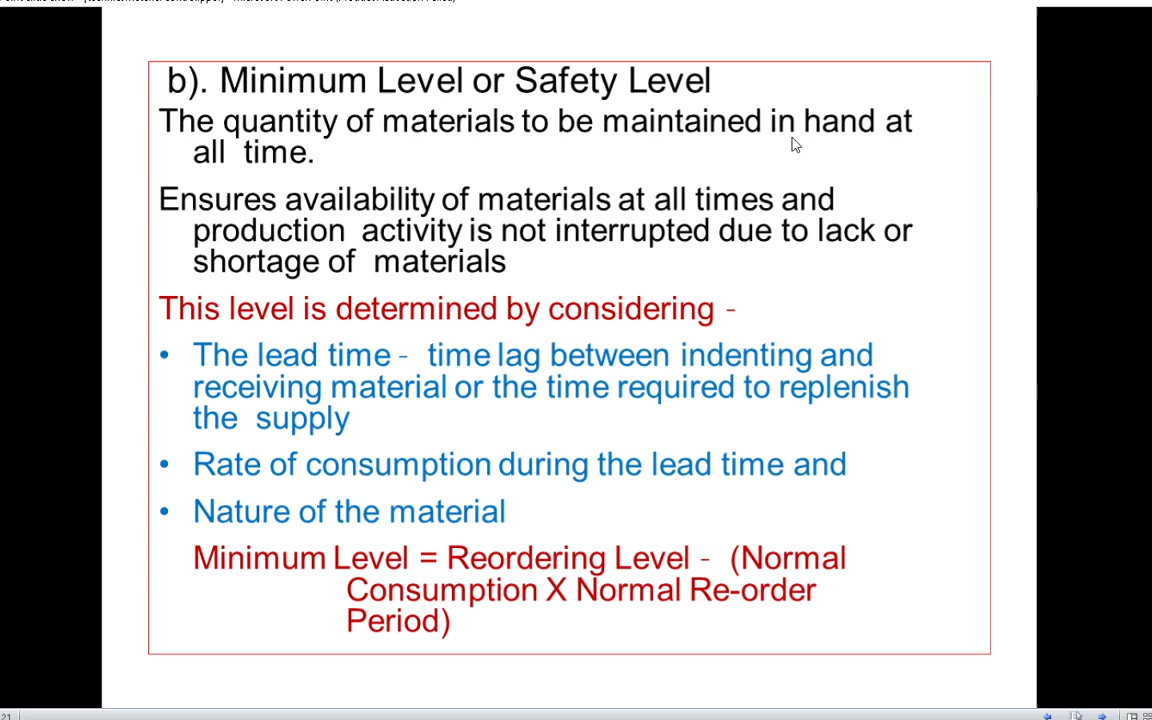 b). Minimum Level or Safety Level
The quantity of materials to be maintained in hand at
all time.
Ensures availability of materials at all times and
production activity is not interrupted due to lack or
shortage of materials
This level is determined by considering -
• The lead time - time lag between indenting and
receiving material or the time required to replenish
the supply
• Rate of consumption during the lead time and
• Nature of the material
Minimum Level = Reordering Level - (Normal
Consumption X Normal Re-order
Period)
21